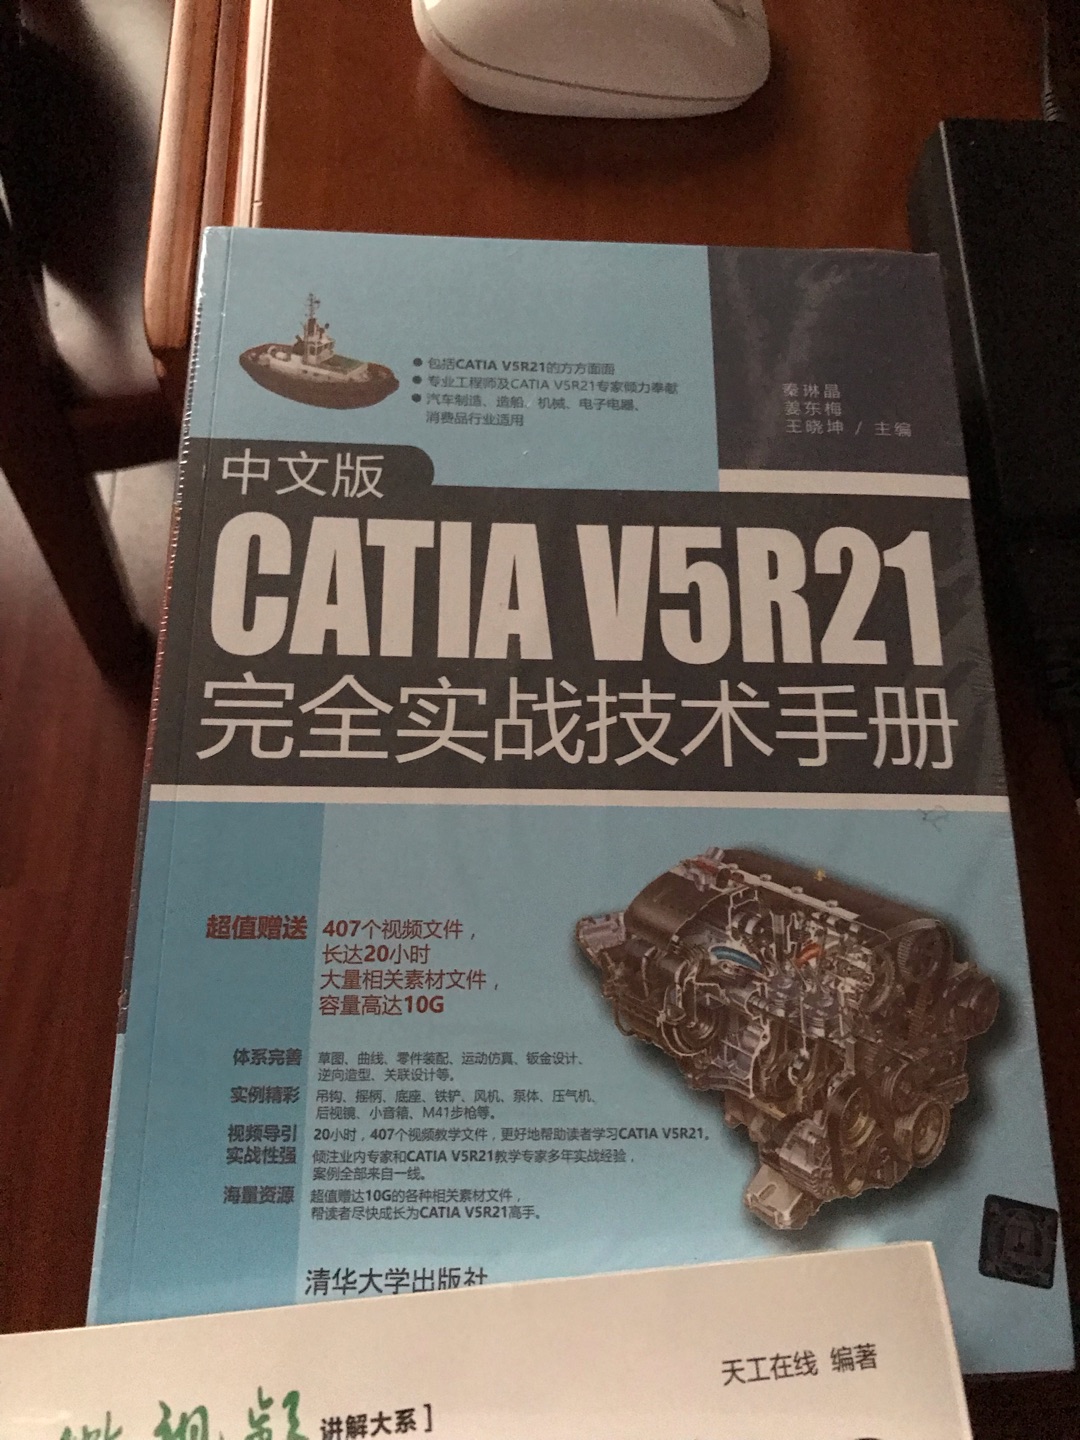 ● 包括CATIA V5R21的方方面面
● 专业工程师及CATIA V5R21专家倾力奉献
● 汽车制造、造船、机械、电子电器、
消费品行业适用
秦琳晶
姜东梅
王晓坤 / 主编
中文版
CATIA V5R21
完全实战技术手册
超值赠送 407个视频文件，
长达20小时
大量相关素材文件，
容量高达10G
体系完善 草图、曲线、零件装配、运动仿真、钣金设计、
逆向造型、关联设计等。
实例精彩 吊钩、摇柄、底座、铁铲、风机、泵体、压气机、
后视镜、小音箱、M41步枪等。
视频导引 20小时，407个视频教学文件，更好地帮助读者学习CATIA V5R21。
实战性强 倾注业内专家和CATIA V5R21教学专家多年实战经验，
案例全部来自一线。
海量资源 超值赠达10G的各种相关素材文件，
帮读者尽快成长为CATIA V5R21高手。
清华大学出版社
天工在线 编著
讲解大系]